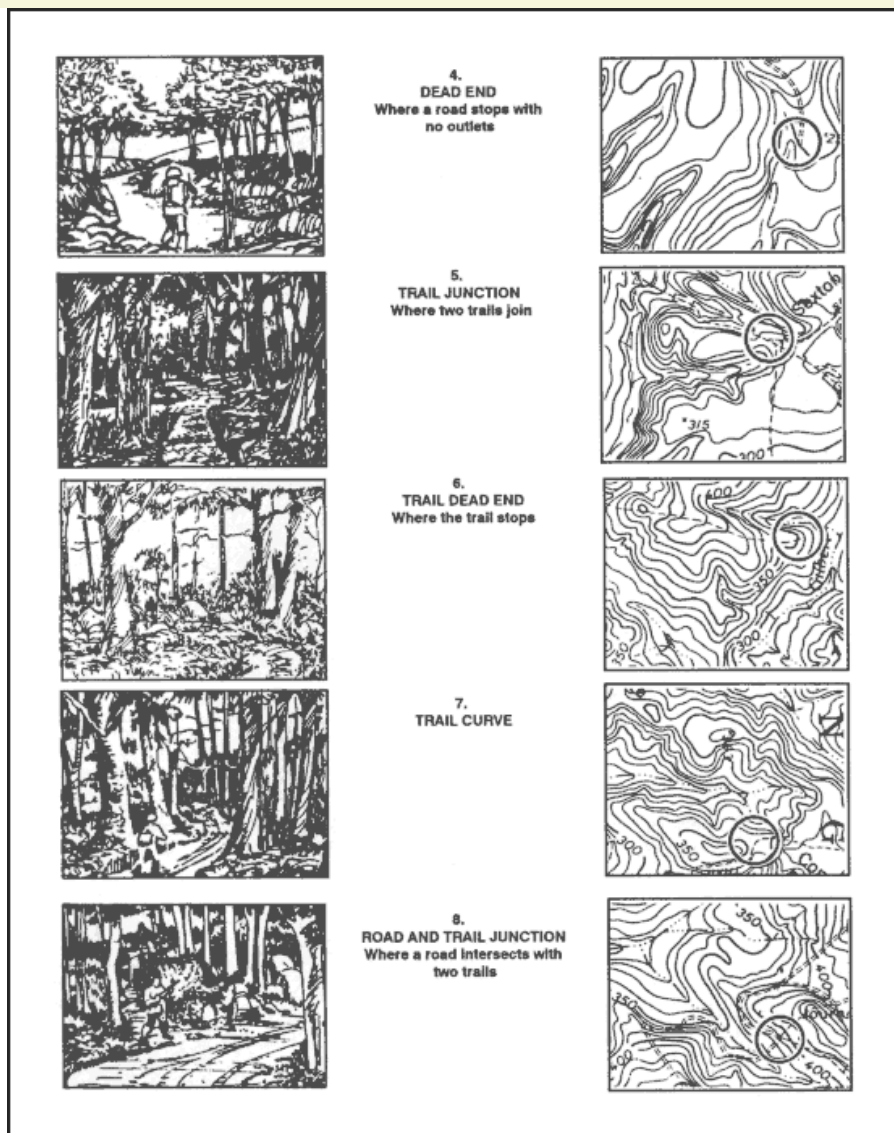 4.
DEAD END
Where a road stops with
no outlets
5.
TRAIL JUNCTION
Where two trails join
315
300
6.
TRAIL DEAD END
Where the trail stops
400
350
300
350
7.
TRAIL CURVE
N
G
300
350
8.
ROAD AND TRAIL JUNCTION
Where a road intersects with
two trails
350
400
350
400
400